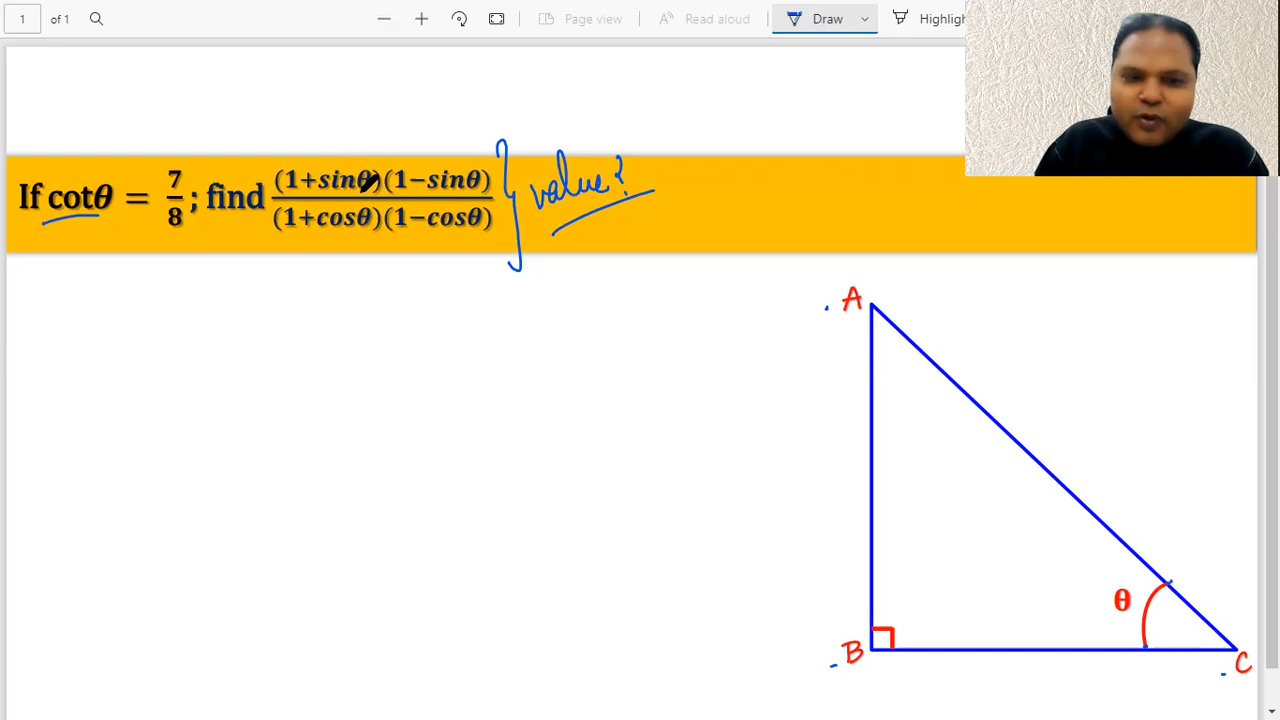 1 of 1 Page view Read aloud Draw Highligh
If cotθ = 7/8 ; find (1+sinθ)(1−sinθ)/(1+cosθ)(1−cosθ) } value?
A
θ
B
C